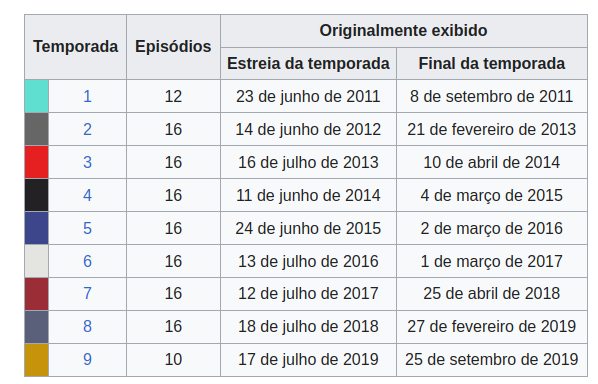 Temporada Episódios Originalmente exibido
Estreia da temporada Final da temporada
1 12 23 de junho de 2011 8 de setembro de 2011
2 16 14 de junho de 2012 21 de fevereiro de 2013
3 16 16 de julho de 2013 10 de abril de 2014
4 16 11 de junho de 2014 4 de março de 2015
5 16 24 de junho de 2015 2 de março de 2016
6 16 13 de julho de 2016 1 de março de 2017
7 16 12 de julho de 2017 25 de abril de 2018
8 16 18 de julho de 2018 27 de fevereiro de 2019
9 10 17 de julho de 2019 25 de setembro de 2019